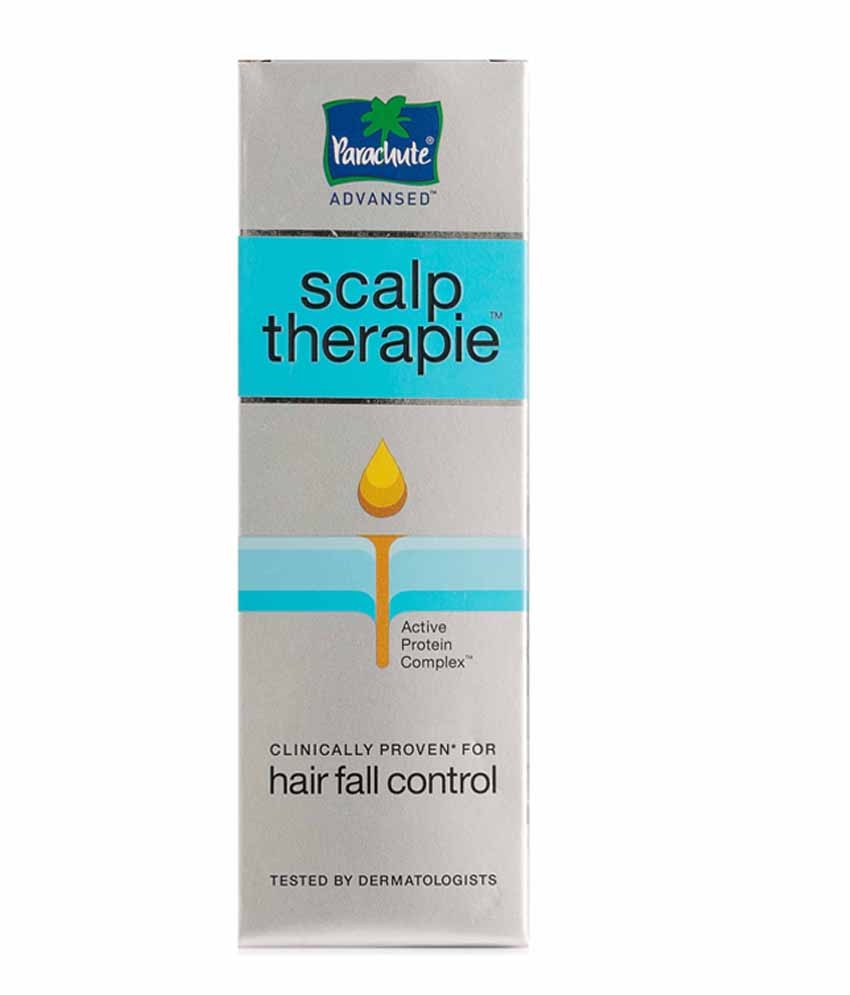 Parachute®
ADVANSED™
scalp
therapie™
Active
Protein
Complex™
CLINICALLY PROVEN* FOR
hair fall control
TESTED BY DERMATOLOGISTS